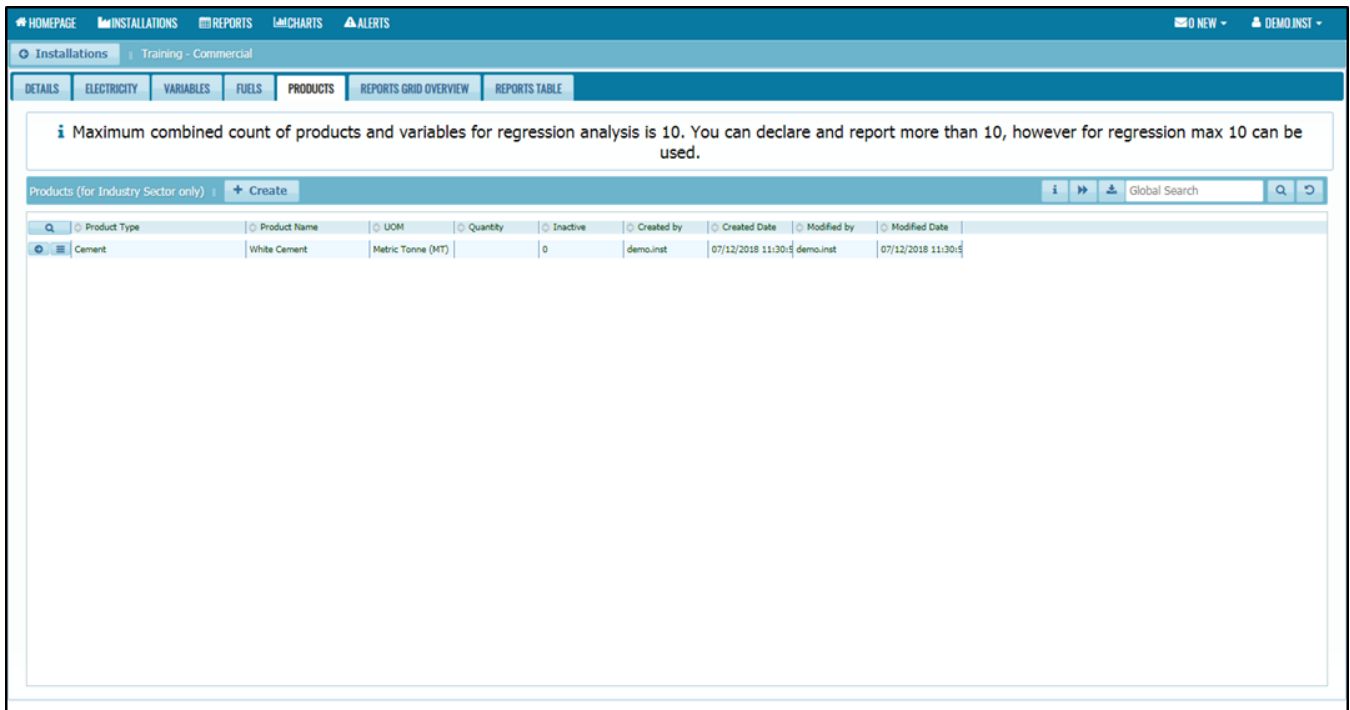 HOMEPAGE INSTALLATIONS REPORTS CHARTS ALERTS 0 NEW DEMO.INST
Installations Training - Commercial
DETAILS ELECTRICITY VARIABLES FUELS PRODUCTS REPORTS GRID OVERVIEW REPORTS TABLE
i Maximum combined count of products and variables for regression analysis is 10. You can declare and report more than 10, however for regression max 10 can be
used.
Products (for Industry Sector only) + Create i Global Search
Product Type Product Name UOM Quantity Inactive Created by Created Date Modified by Modified Date
Cement White Cement Metric Tonne (MT) 0 demo.inst 07/12/2018 11:30:5 demo.inst 07/12/2018 11:30:5